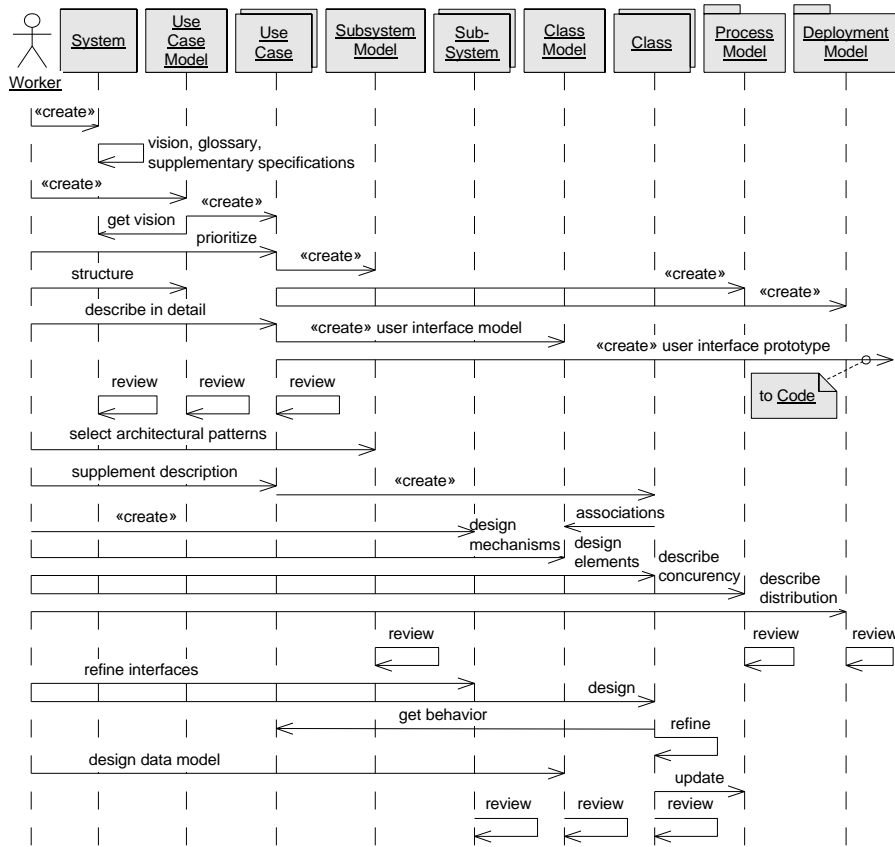 Worker
System
Use
Case
Model
Use
Case
Subsystem
Model
Sub-
System
Class
Model
Class
Process
Model
Deployment
Model
«create»
vision, glossary,
supplementary specifications
«create»
«create»
get vision
prioritize
«create»
structure
«create»
«create»
describe in detail
«create» user interface model
«create» user interface prototype
to Code
review
review
review
select architectural patterns
supplement description
«create»
«create»
associations
design
mechanisms
design
elements
describe
concurency
describe
distribution
review
review
review
refine interfaces
design
get behavior
refine
design data model
update
review
review
review